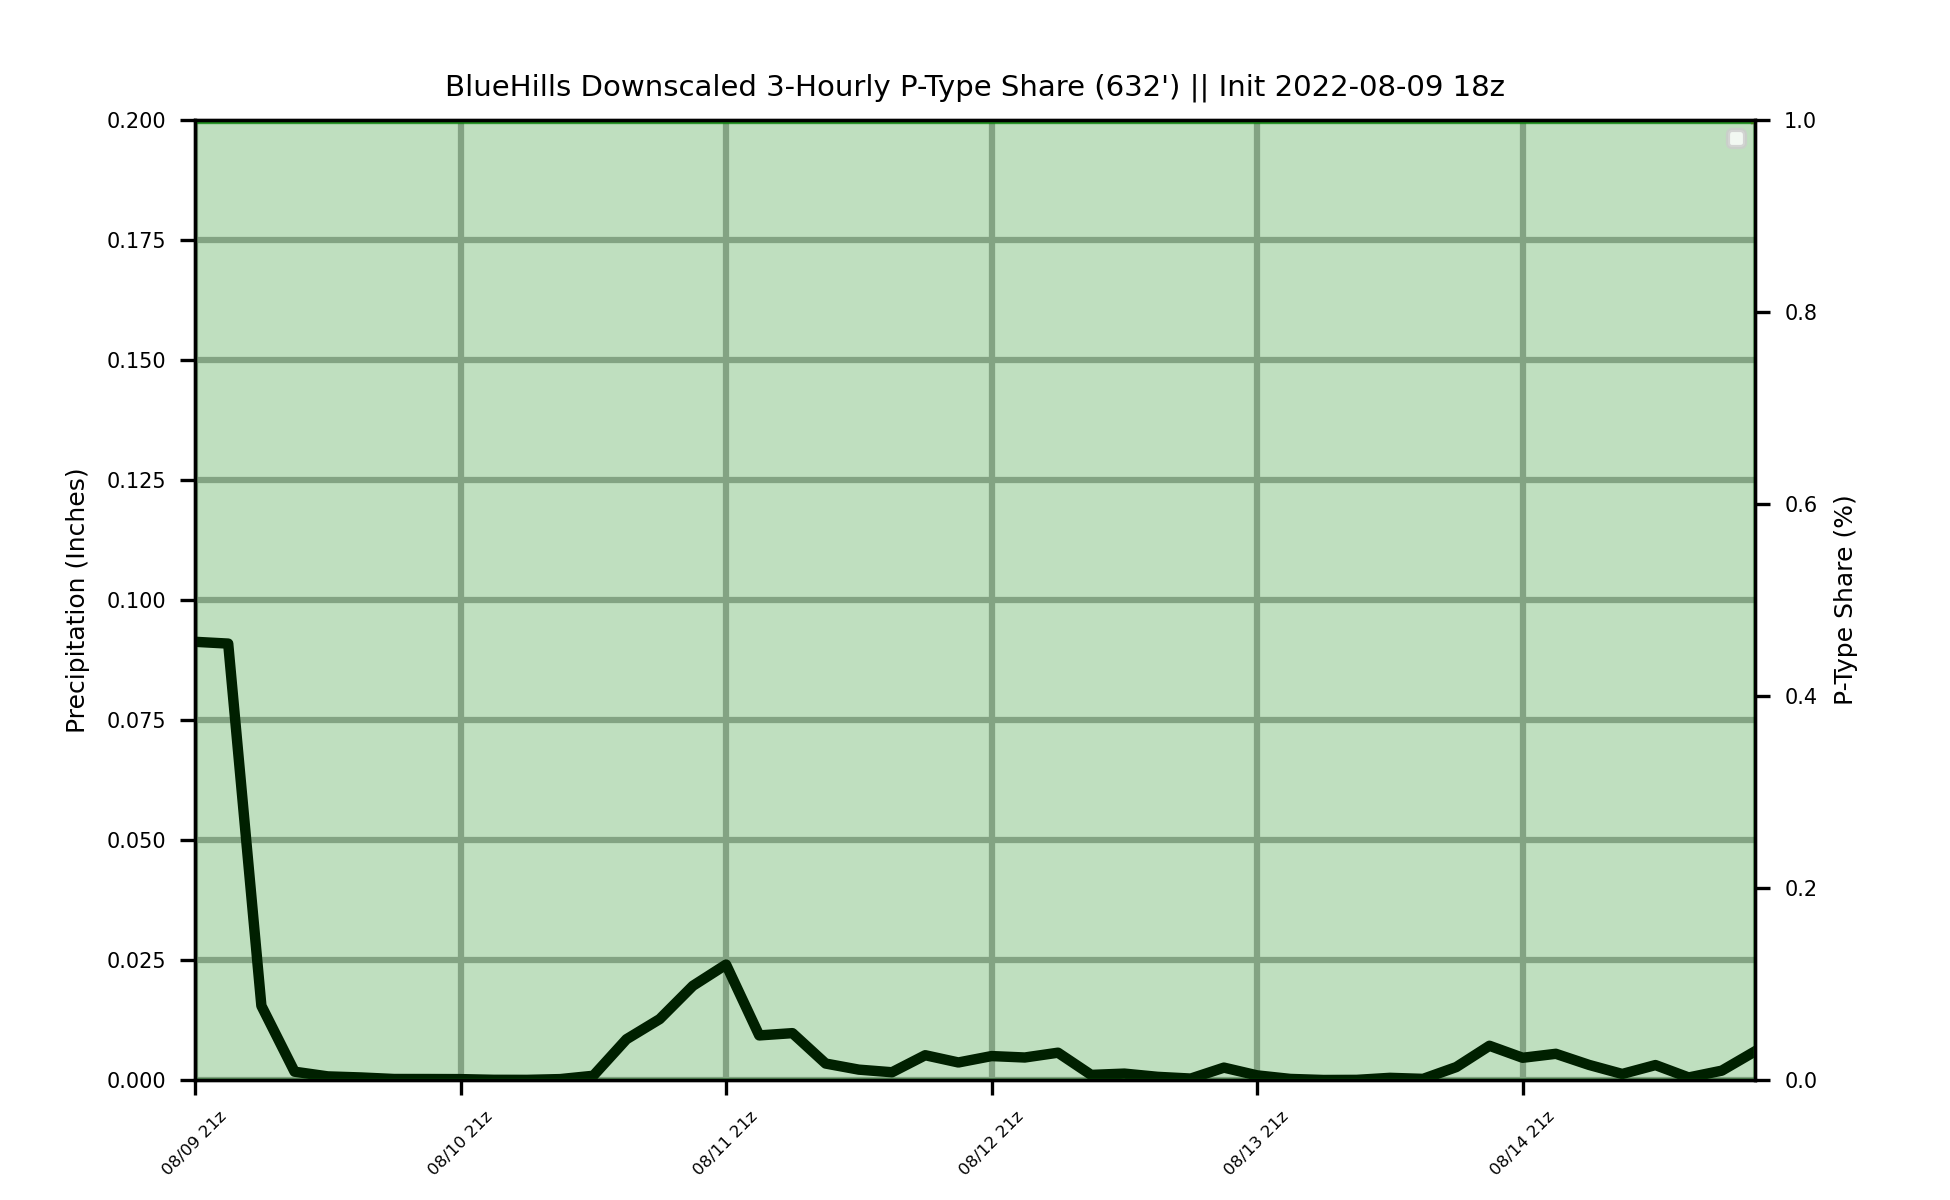 BlueHills Downscaled 3-Hourly P-Type Share (632') || Init 2022-08-09 18z
0.200
0.175
0.150
0.125
0.100
0.075
0.050
0.025
0.000
Precipitation (Inches)
1.0
0.8
0.6
0.4
0.2
0.0
P-Type Share (%)
08/09 21z
08/10 21z
08/11 21z
08/12 21z
08/13 21z
08/14 21z